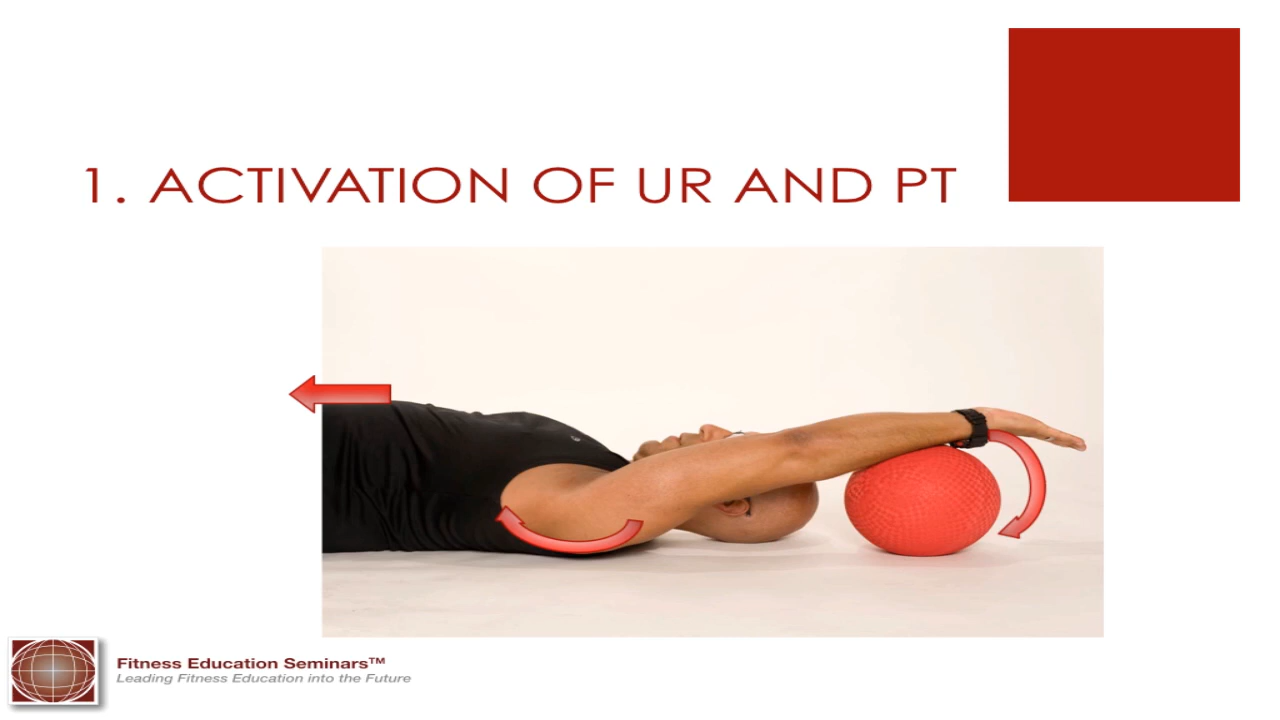 1. ACTIVATION OF UR AND PT
Fitness Education Seminars™
Leading Fitness Education into the Future